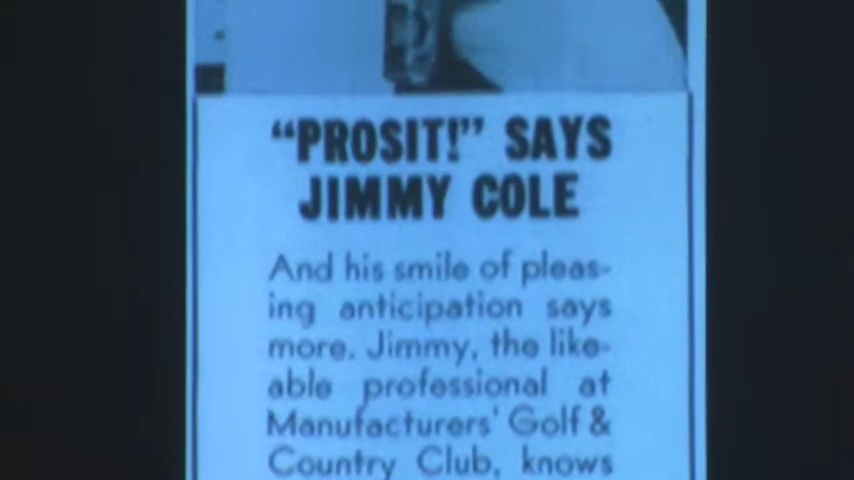 “PROSIT!” SAYS
JIMMY COLE
And his smile of pleas-
ing anticipation says
more. Jimmy, the like-
able professional at
Manufacturers' Golf &
Country Club, knows